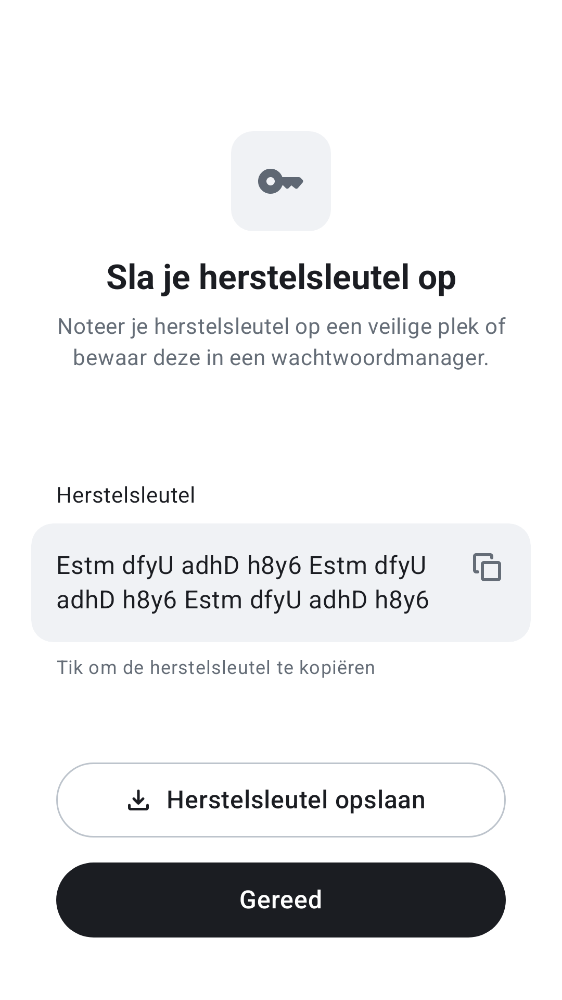 Sla je herstelsleutel op
Noteer je herstelsleutel op een veilige plek of
bewaar deze in een wachtwoordmanager.
Herstelsleutel
Estm dfyU adhD h8y6 Estm dfyU
adhD h8y6 Estm dfyU adhD h8y6
Tik om de herstelsleutel te kopiëren
Herstelsleutel opslaan
Gereed